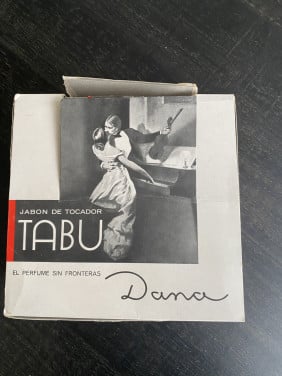 JABON DE TOCADOR
TABU
EL PERFUME SIN FRONTERAS
Dana